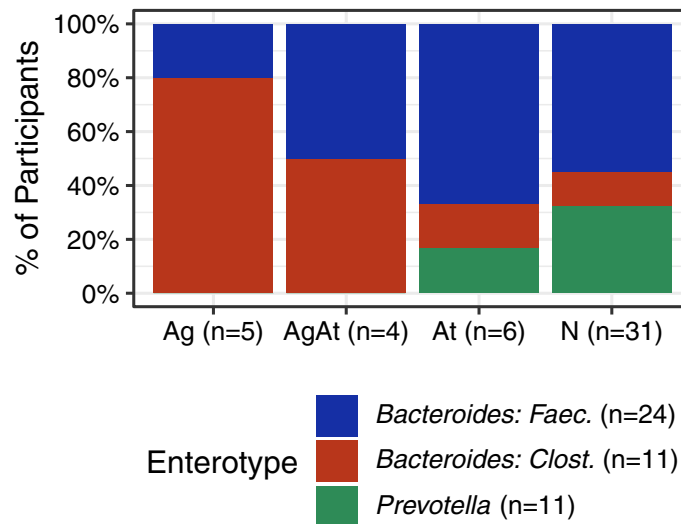 % of Participants
100%
80%
60%
40%
20%
0%
Ag (n=5) AgAt (n=4) At (n=6) N (n=31)
Enterotype
Bacteroides: Faec. (n=24)
Bacteroides: Clost. (n=11)
Prevotella (n=11)